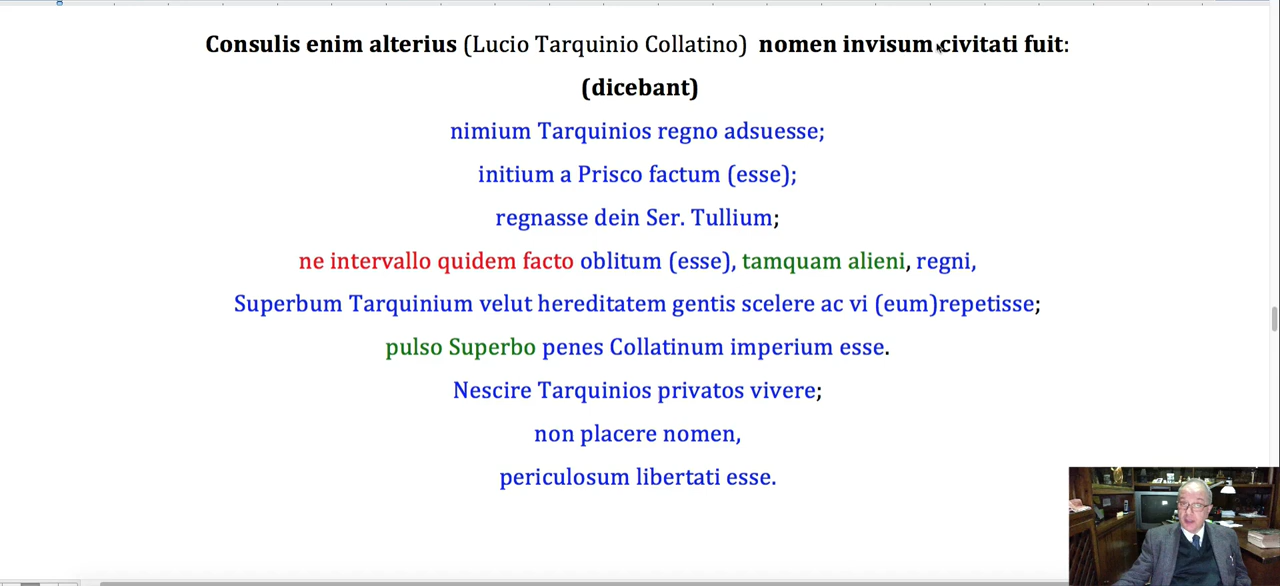 Consulis enim alterius (Lucio Tarquinio Collatino) nomen invisum civitati fuit:
(dicebant)
nimium Tarquinios regno adsuesse;
initium a Prisco factum (esse);
regnasse dein Ser. Tullium;
ne intervallo quidem facto oblitum (esse), tamquam alieni, regni,
Superbum Tarquinium velut hereditatem gentis scelere ac vi (eum)repetisse;
pulso Superbo penes Collatinum imperium esse.
Nescire Tarquinios privatos vivere;
non placere nomen,
periculosum libertati esse.